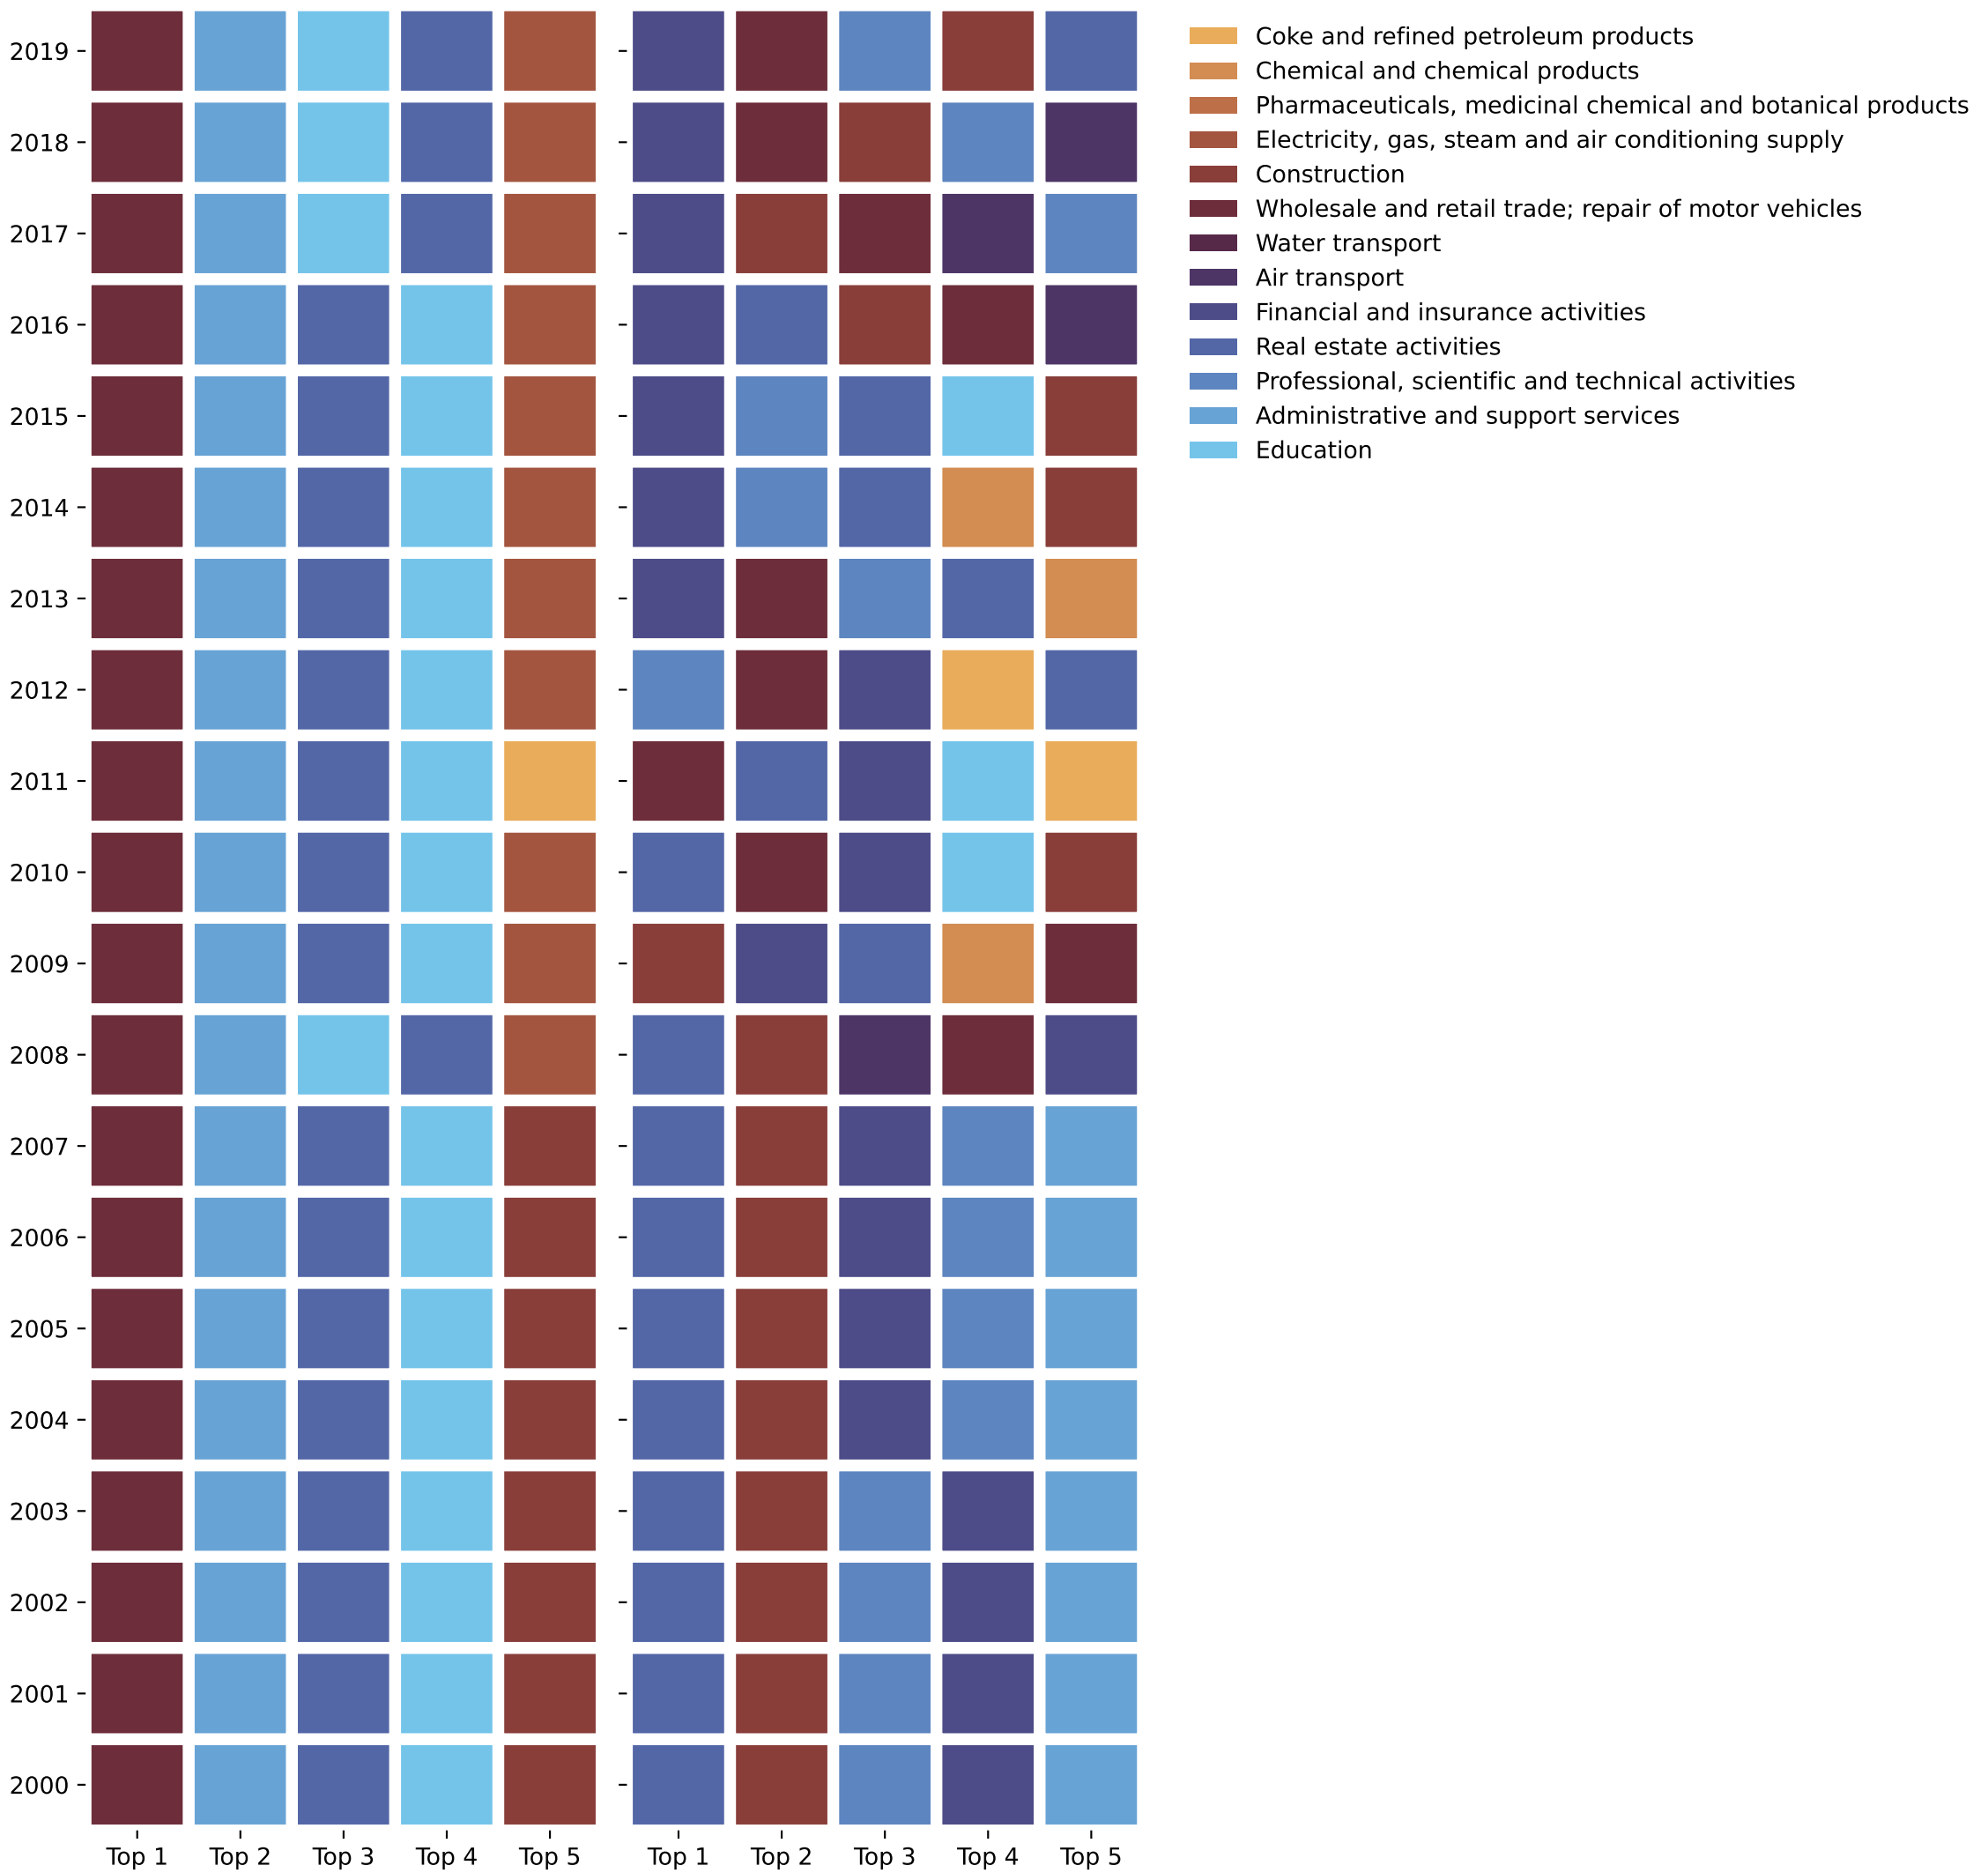 2019
2018
2017
2016
2015
2014
2013
2012
2011
2010
2009
2008
2007
2006
2005
2004
2003
2002
2001
2000
Top 1 Top 2 Top 3 Top 4 Top 5 Top 1 Top 2 Top 3 Top 4 Top 5
Coke and refined petroleum products
Chemical and chemical products
Pharmaceuticals, medicinal chemical and botanical products
Electricity, gas, steam and air conditioning supply
Construction
Wholesale and retail trade; repair of motor vehicles
Water transport
Air transport
Financial and insurance activities
Real estate activities
Professional, scientific and technical activities
Administrative and support services
Education